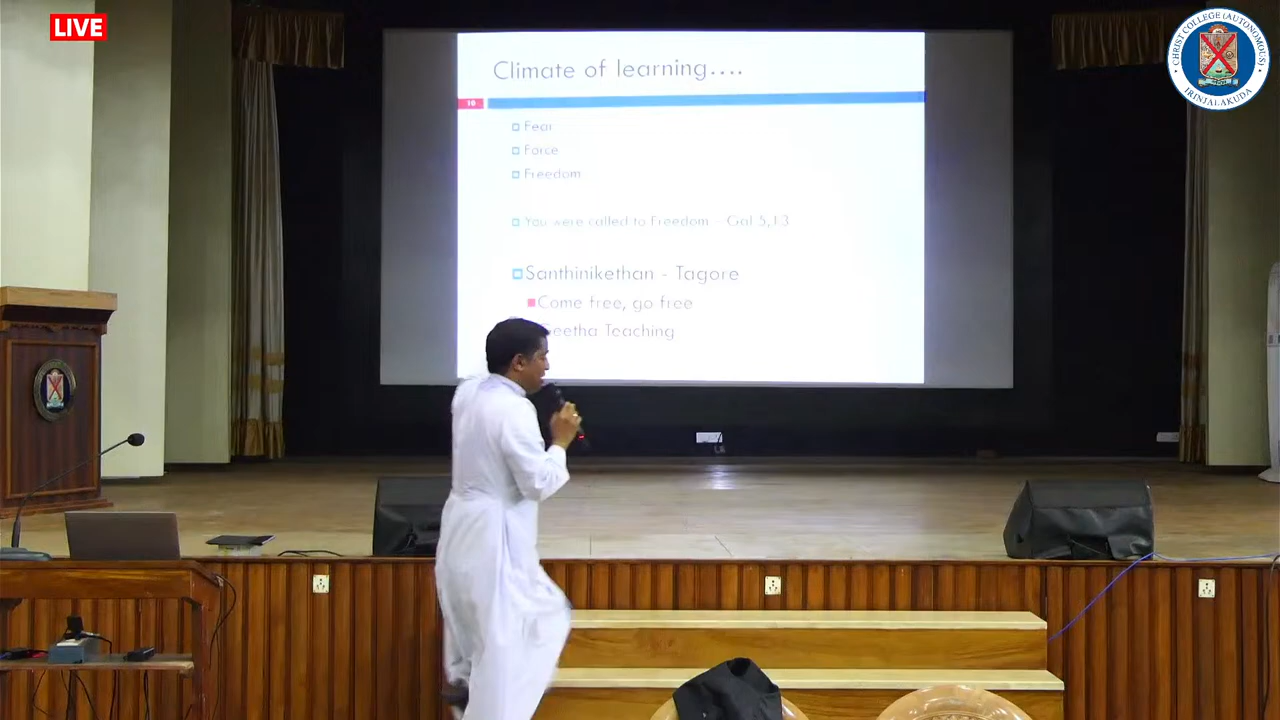 LIVE
CHRIST COLLEGE (AUTONOMOUS)
IRINJALAKUDA
Climate of learning....
10
Fear
Force
Freedom
You were called to Freedom - Gal 5,13
Santhinikethan - Tagore
Come free, go free
Teaching